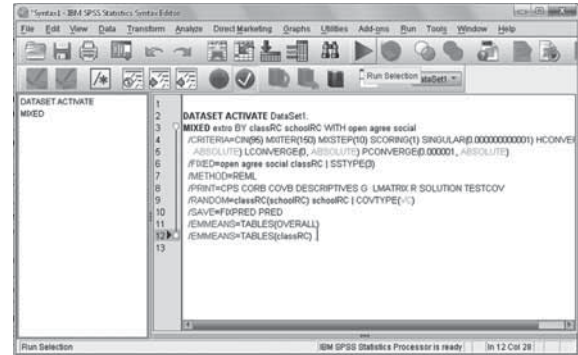 *Syntax1 - IBM SPSS Statistics Syntax Editor
File Edit View Data Transform Analyze Direct Marketing Graphs Utilities Add-ons Run Tools Window Help
Run Selection
ataSet1
DATASET ACTIVATE
MIXED
1
2 DATASET ACTIVATE DataSet1.
3 MIXED extro BY classRC schoolRC WITH open agree social
4 /CRITERIA=CIN(95) MXITER(150) MXSTEP(10) SCORING(1) SINGULAR(0.000000000001) HCONVER
5 ABSOLUTE) LCONVERGE(0, ABSOLUTE) PCONVERGE(0.000001, ABSOLUTE)
6 /FIXED=open agree social classRC | SSTYPE(3)
7 /METHOD=REML
8 /PRINT=CPS CORB COVB DESCRIPTIVES G LMATRIX R SOLUTION TESTCOV
9 /RANDOM=classRC(schoolRC) schoolRC | COVTYPE(VC)
10 /SAVE=FIXPRED PRED
11 /EMMEANS=TABLES(OVERALL)
12 /EMMEANS=TABLES(classRC) .
13
Run Selection IBM SPSS Statistics Processor is ready In 12 Col 28